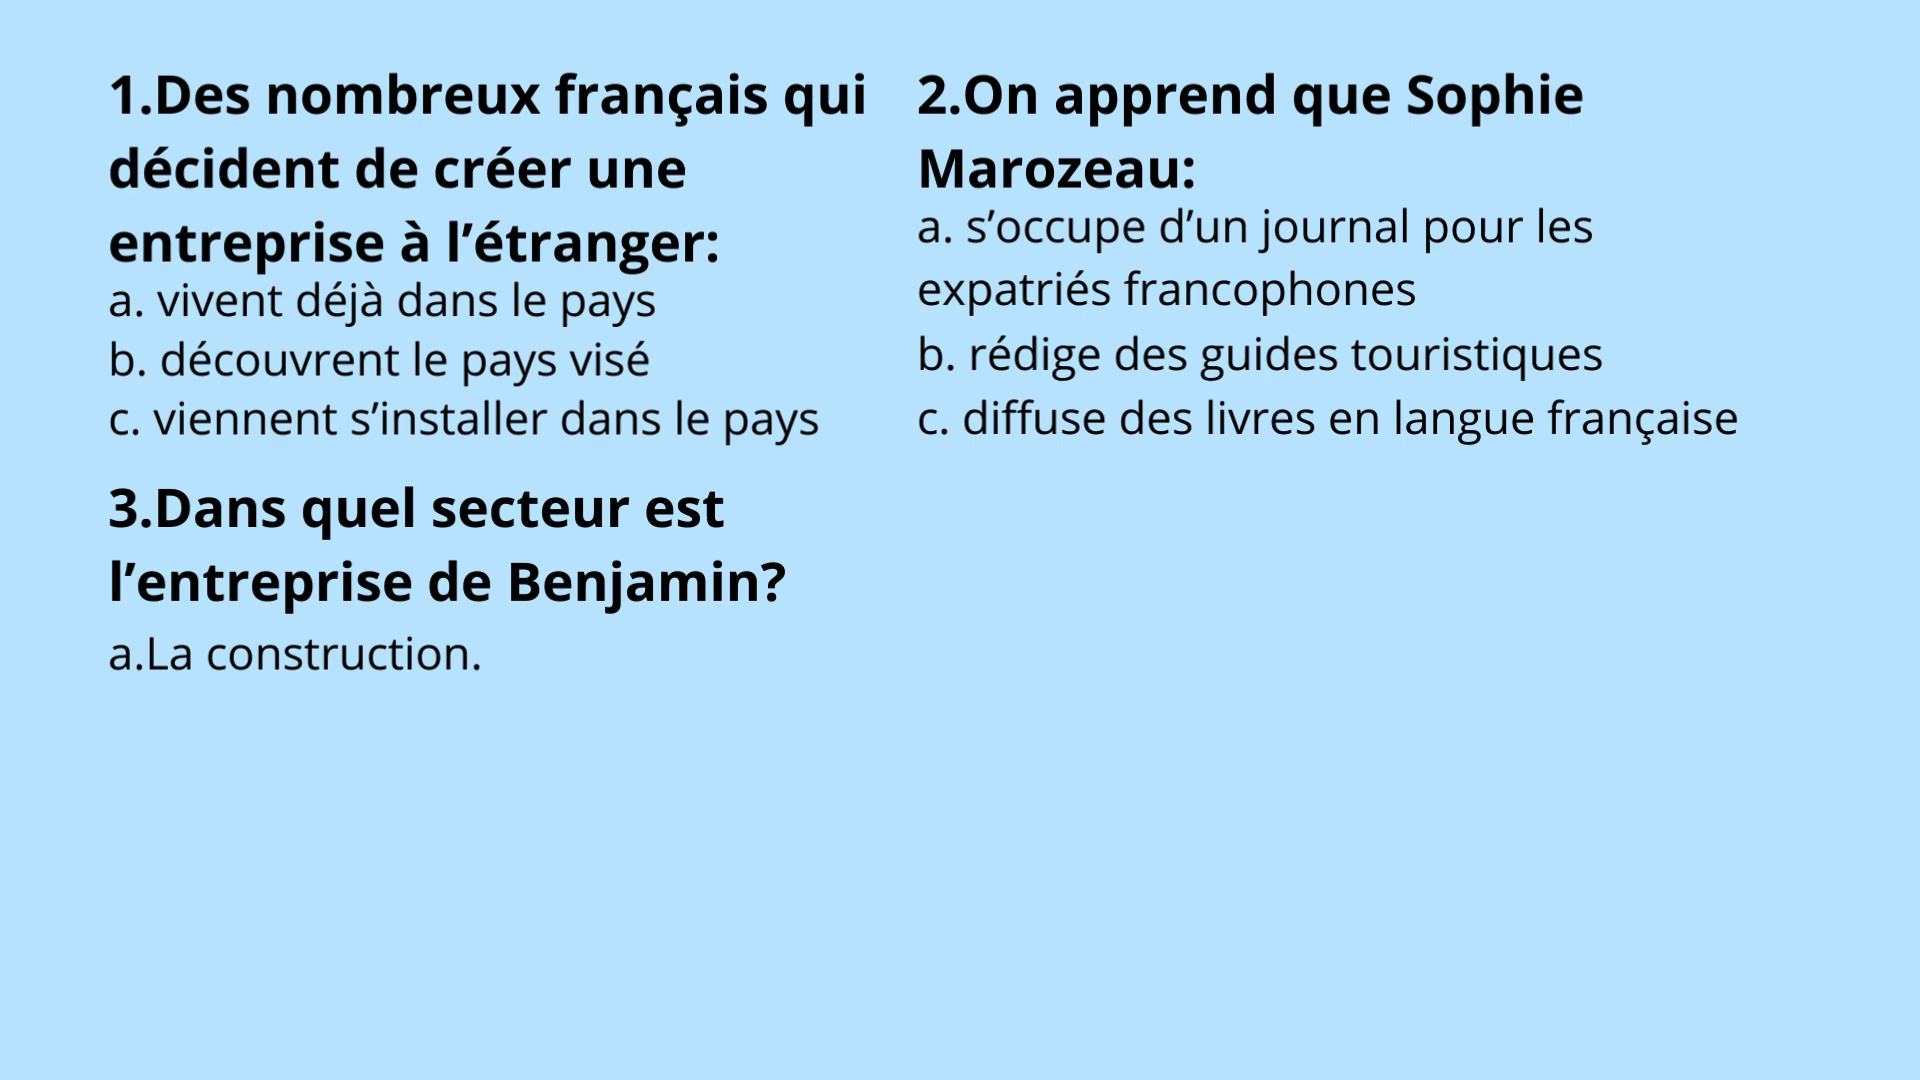 1.Des nombreux français qui
décident de créer une
entreprise à l’étranger:
a. vivent déjà dans le pays
b. découvrent le pays visé
c. viennent s’installer dans le pays
2.On apprend que Sophie
Marozeau:
a. s’occupe d’un journal pour les
expatriés francophones
b. rédige des guides touristiques
c. diffuse des livres en langue française
3.Dans quel secteur est
l’entreprise de Benjamin?
a.La construction.